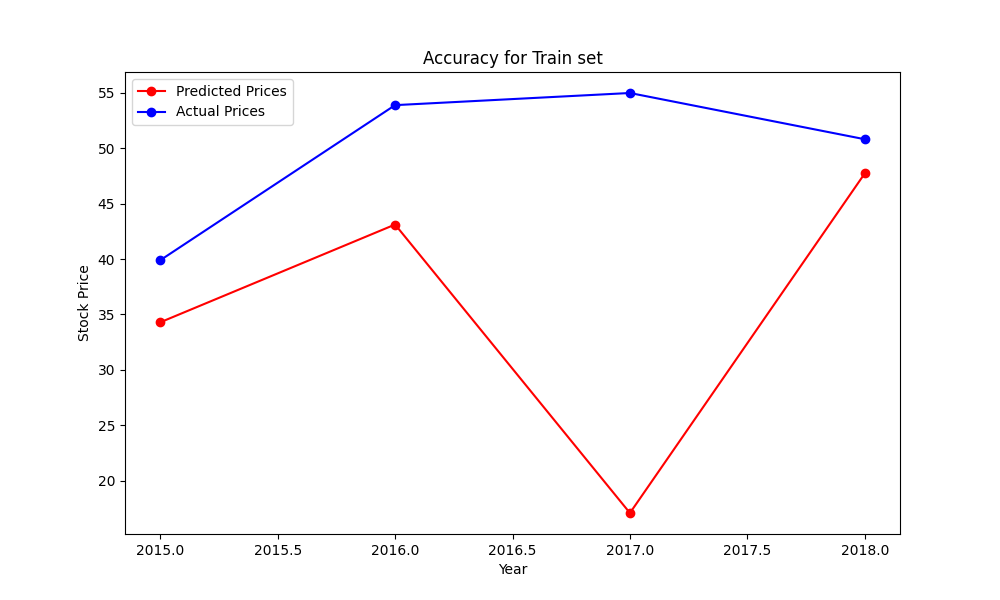 Accuracy for Train set
Predicted Prices
Actual Prices
55
50
45
40
35
30
25
20
Stock Price
2015.0 2015.5 2016.0 2016.5 2017.0 2017.5 2018.0
Year